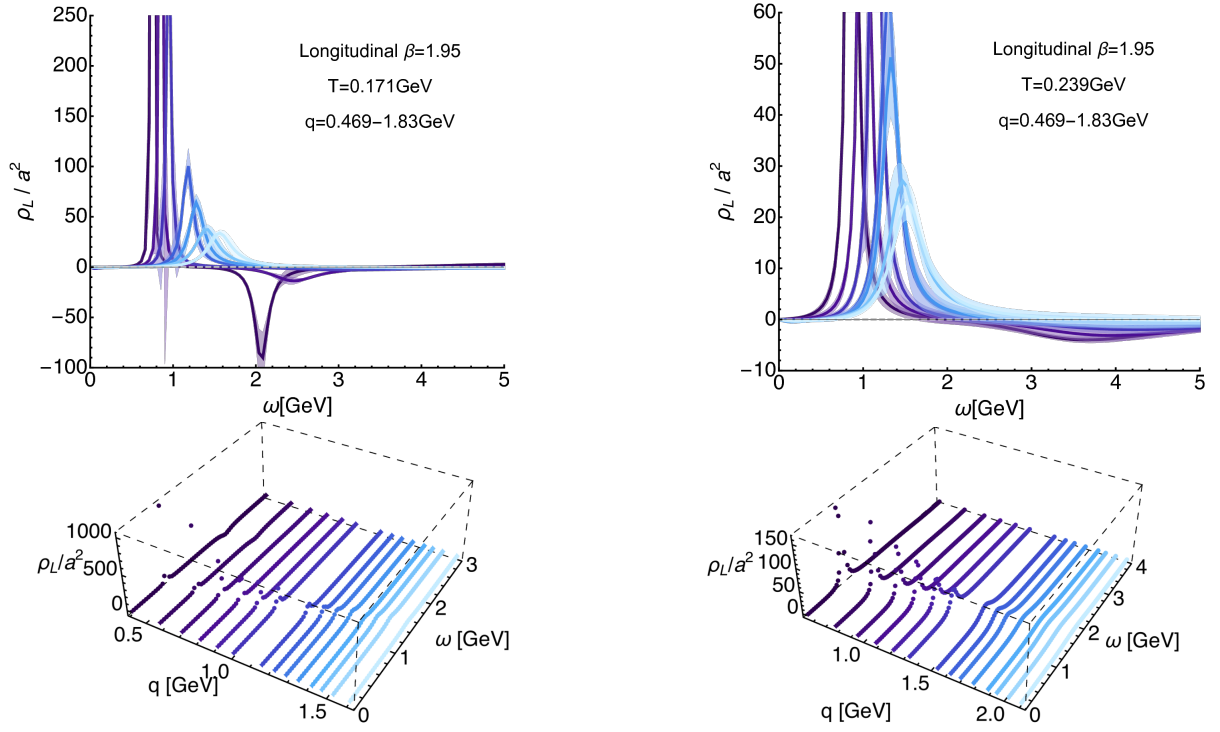 250
200
150
100
50
0
−50
−100
0 1 2 3 4 5
ρL / a²
ω[GeV]
Longitudinal β=1.95
T=0.171GeV
q=0.469−1.83GeV
60
50
40
30
20
10
0
−10
0 1 2 3 4 5
ρL / a²
ω[GeV]
Longitudinal β=1.95
T=0.239GeV
q=0.469−1.83GeV
1000
500
0
ρL/a²
0.5 1.0 1.5
q [GeV]
0 1 2 3
ω [GeV]
150
100
50
0
ρL/a²
1.0 1.5 2.0
q [GeV]
0 1 2 3 4
ω [GeV]